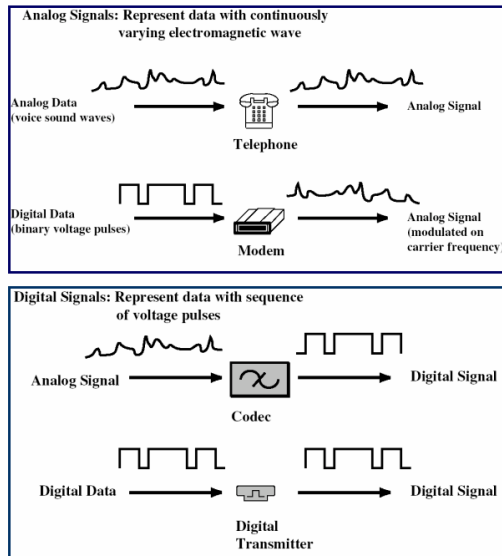 Analog Signals: Represent data with continuously
varying electromagnetic wave
Analog Data
(voice sound waves)
Analog Signal
Telephone
Digital Data
(binary voltage pulses)
Analog Signal
(modulated on
carrier frequency)
Modem
Digital Signals: Represent data with sequence
of voltage pulses
Analog Signal
Digital Signal
Codec
Digital Data
Digital Signal
Digital
Transmitter